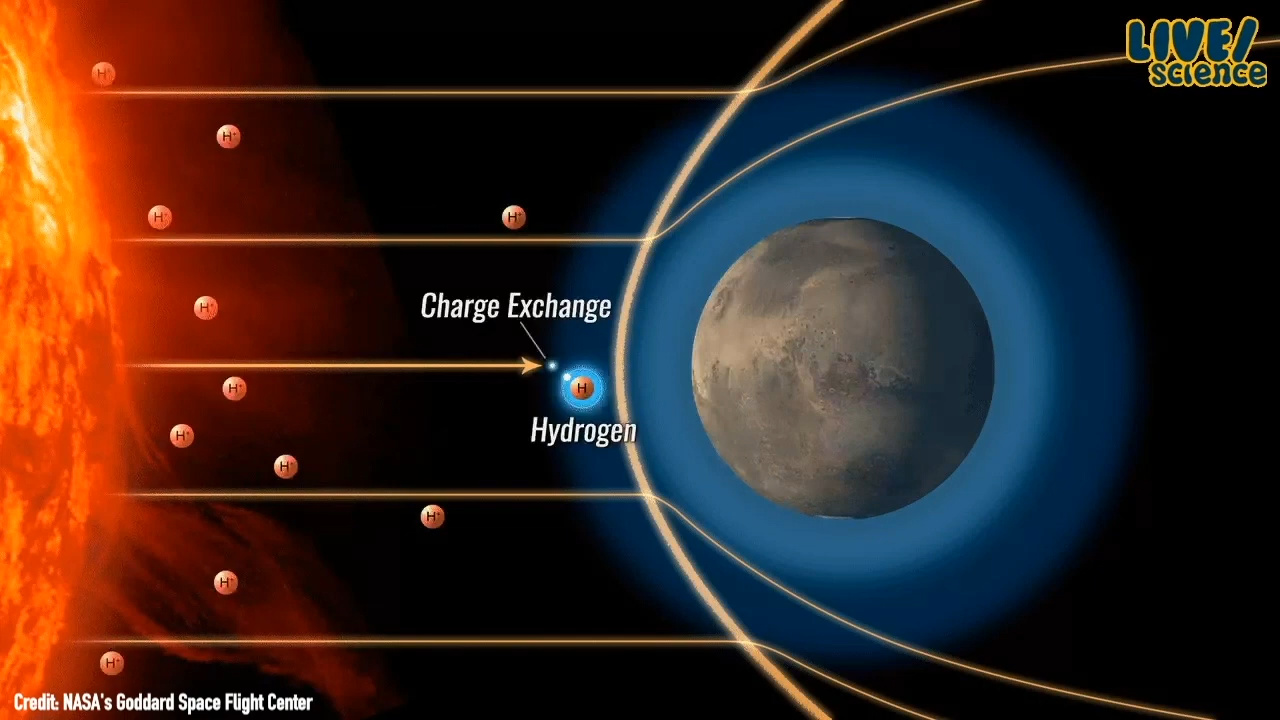 LIVE/
science
H⁺
H⁺
H⁺
H⁺
H⁺
Charge Exchange
H⁺
H
Hydrogen
H⁺
H⁺
H⁺
H⁺
H⁺
Credit: NASA's Goddard Space Flight Center